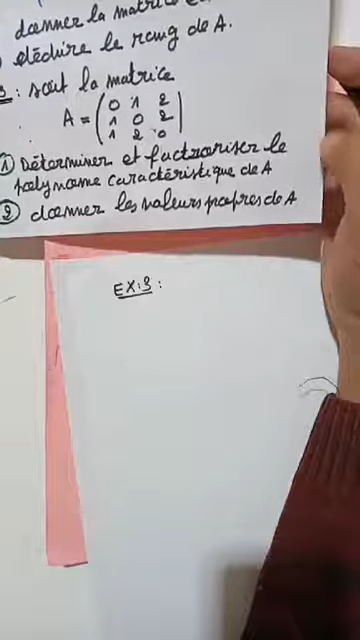 donner la matrice
déduire le rang de A.
3 : soit la matrice
A = ( 0 1 2
1 0 2
1 2 0 )
① Déterminer et factoriser le
polynome caractéristique de A
② donner les valeurs propres de A
EX:3 :